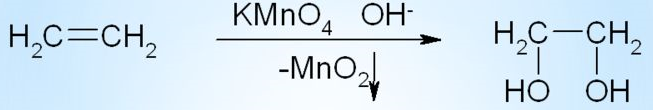 H₂C=CH₂
KMnO₄ OH⁻
-MnO₂↓
H₂C—CH₂
HO OH